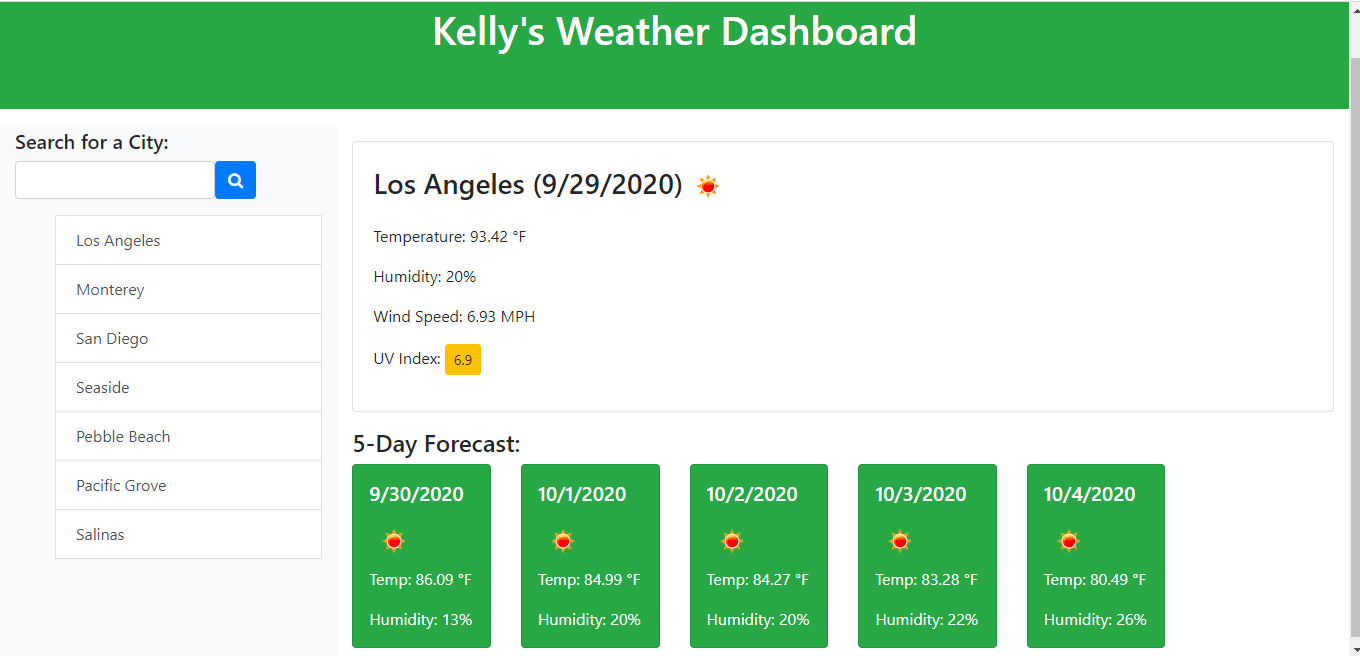 Kelly's Weather Dashboard
Search for a City:
Los Angeles
Monterey
San Diego
Seaside
Pebble Beach
Pacific Grove
Salinas
Los Angeles (9/29/2020)
Temperature: 93.42 °F
Humidity: 20%
Wind Speed: 6.93 MPH
UV Index: 6.9
5-Day Forecast:
9/30/2020
Temp: 86.09 °F
Humidity: 13%
10/1/2020
Temp: 84.99 °F
Humidity: 20%
10/2/2020
Temp: 84.27 °F
Humidity: 20%
10/3/2020
Temp: 83.28 °F
Humidity: 22%
10/4/2020
Temp: 80.49 °F
Humidity: 26%